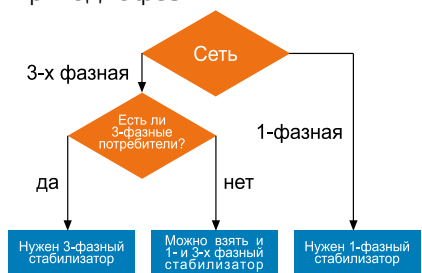 Сеть
3-х фазная
Есть ли
3-фазные
потребители?
1-фазная
да
нет
Нужен 3-фазный
стабилизатор
Можно взять и
1- и 3-х фазный
стабилизатор
Нужен 1-фазный
стабилизатор